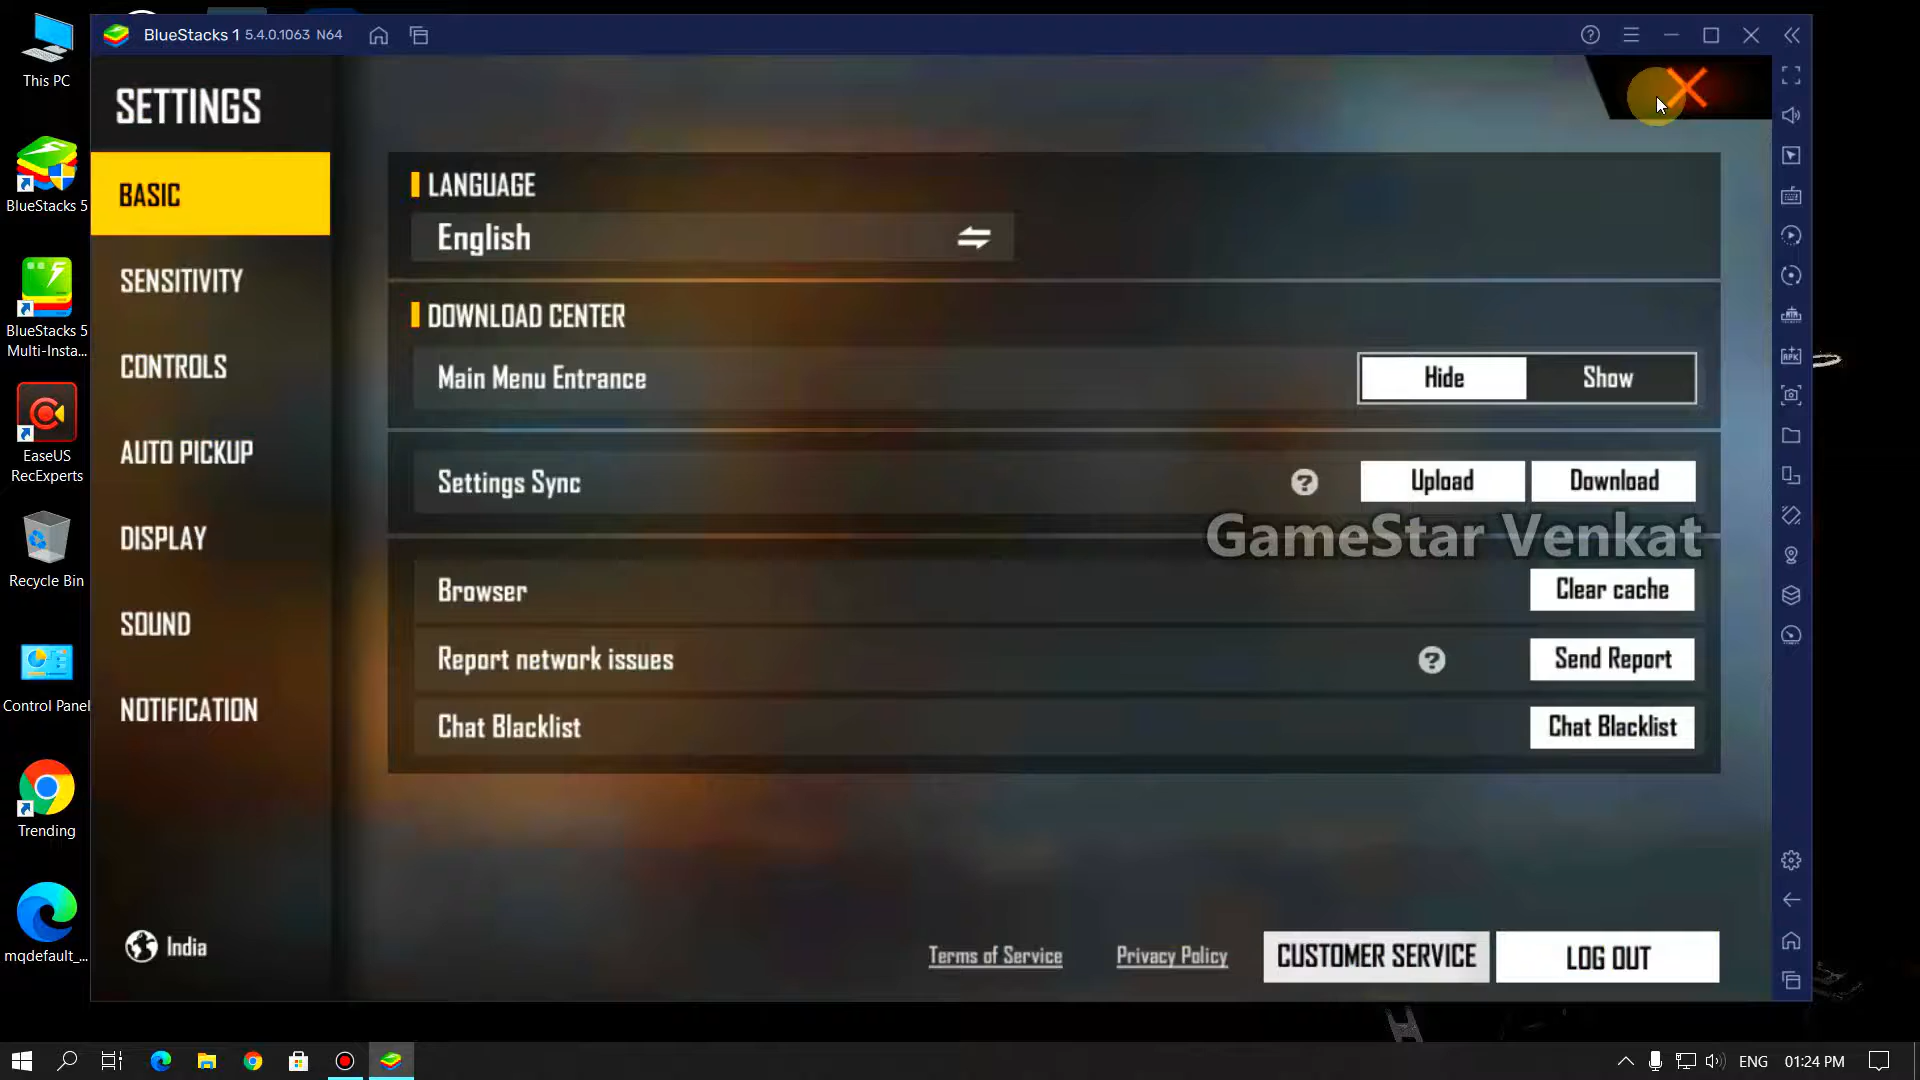 BlueStacks 1 5.4.0.1063 N64
This PC
BlueStacks 5
BlueStacks 5
Multi-Insta...
EaseUS
RecExperts
Recycle Bin
Control Panel
Trending
mqdefault_...
SETTINGS
BASIC
SENSITIVITY
CONTROLS
AUTO PICKUP
DISPLAY
SOUND
NOTIFICATION
India
LANGUAGE
English
DOWNLOAD CENTER
Main Menu Entrance Hide Show
Settings Sync ? Upload Download
GameStar Venkat
Browser Clear cache
Report network issues ? Send Report
Chat Blacklist Chat Blacklist
Terms of Service Privacy Policy CUSTOMER SERVICE LOG OUT
ENG 01:24 PM